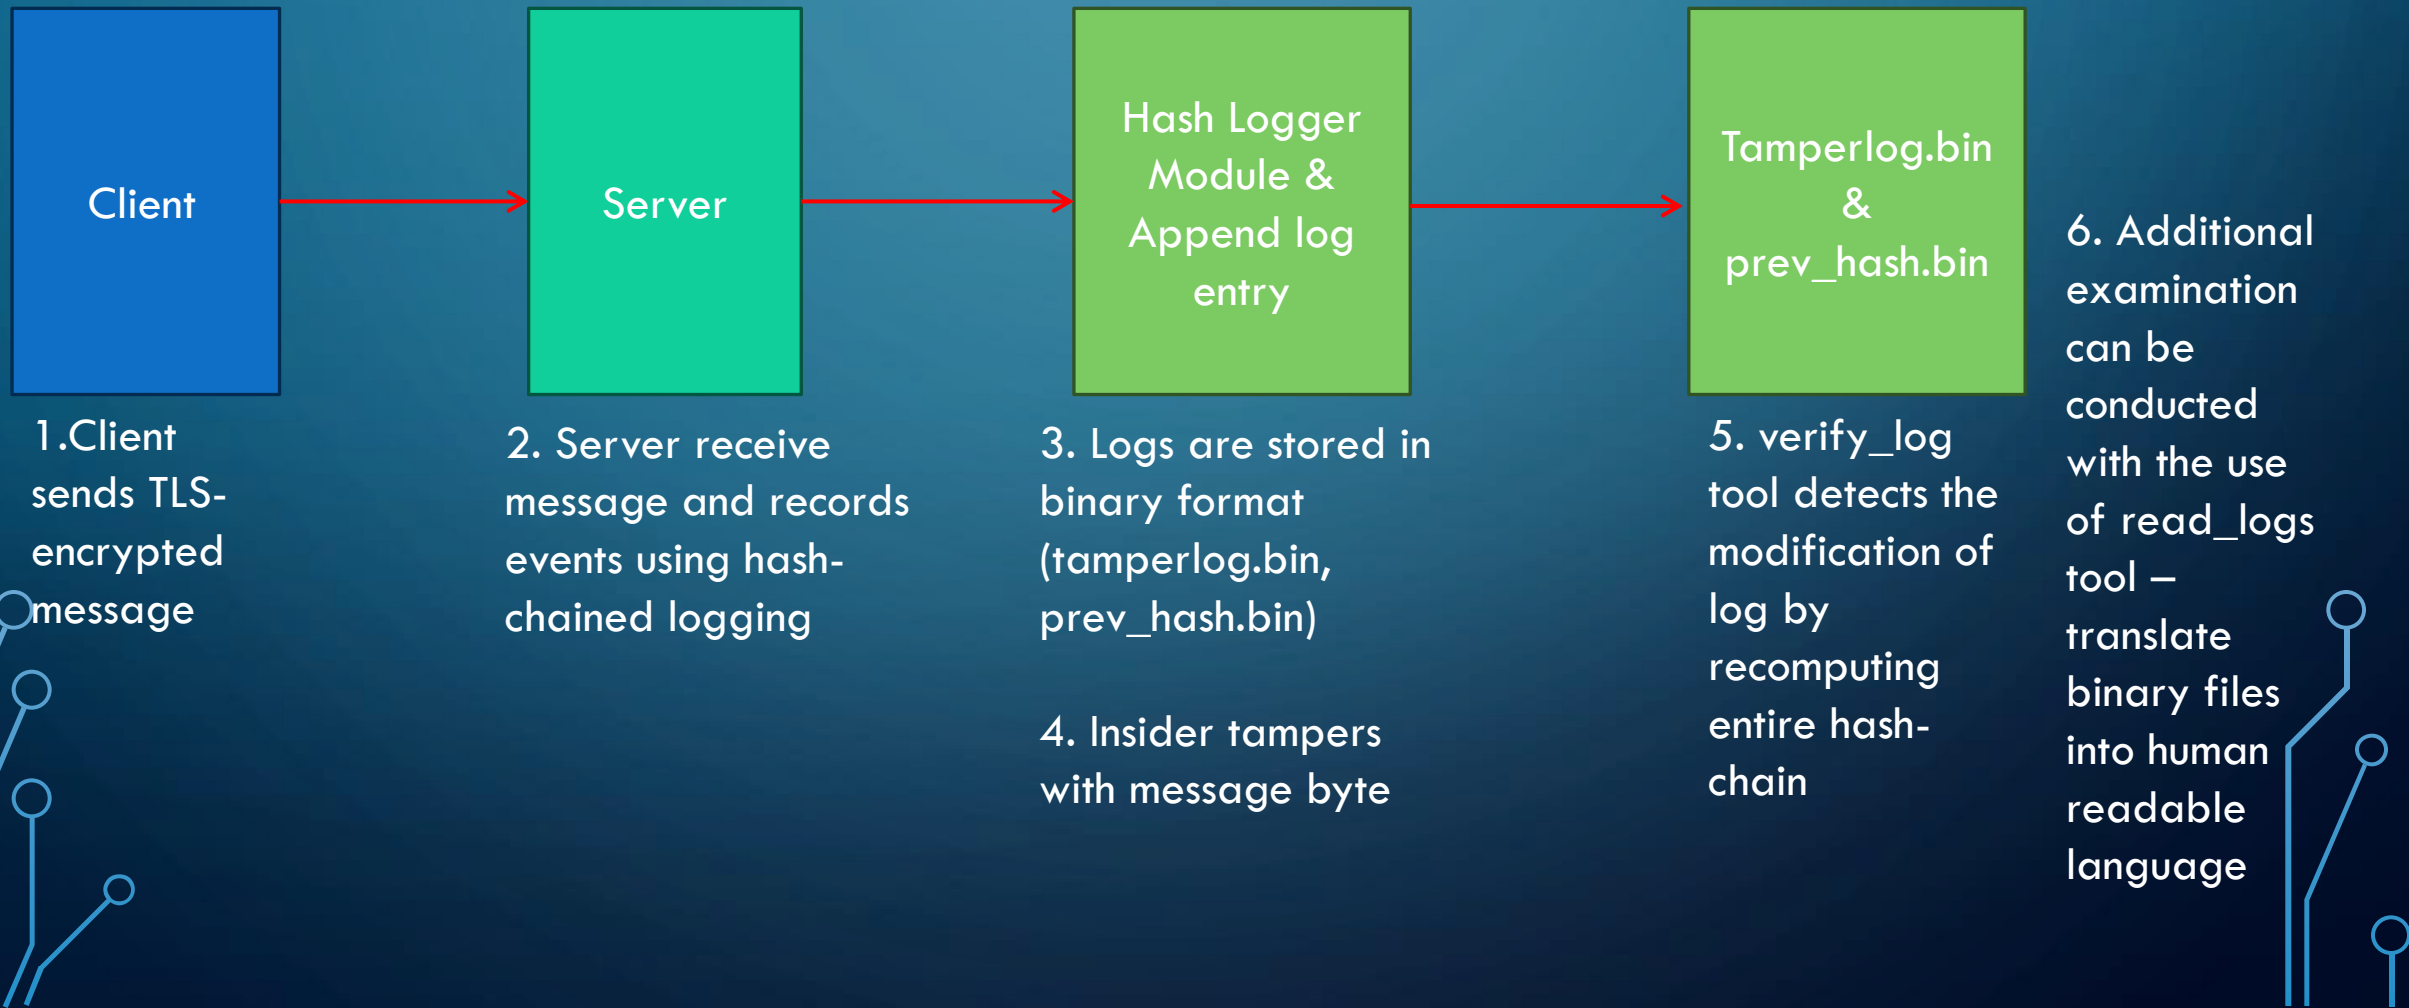 Client
Server
Hash Logger
Module &
Append log
entry
Tamperlog.bin
&
prev_hash.bin
1.Client
sends TLS-
encrypted
message
2. Server receive
message and records
events using hash-
chained logging
3. Logs are stored in
binary format
(tamperlog.bin,
prev_hash.bin)
4. Insider tampers
with message byte
5. verify_log
tool detects the
modification of
log by
recomputing
entire hash-
chain
6. Additional
examination
can be
conducted
with the use
of read_logs
tool –
translate
binary files
into human
readable
language